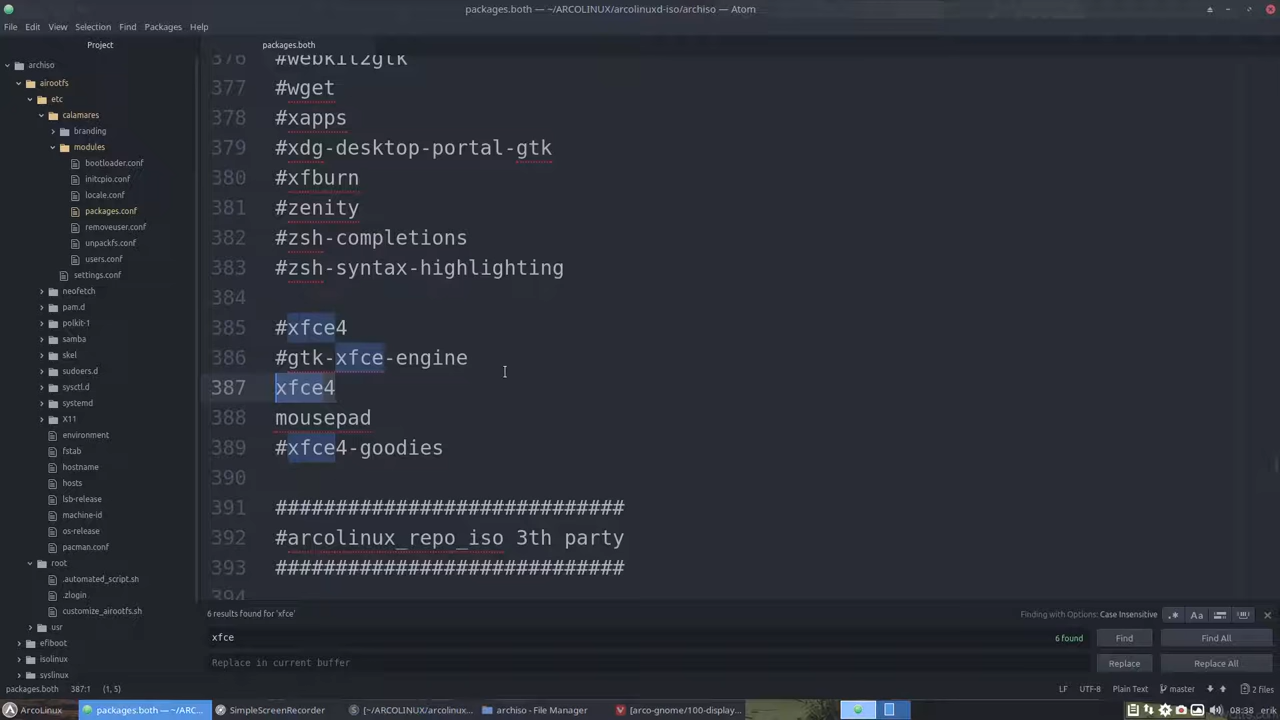 packages.both — ~/ARCOLINUX/arcolinuxd-iso/archiso — Atom
File Edit View Selection Find Packages Help
Project
packages.both
archiso
airootfs
etc
calamares
branding
modules
bootloader.conf
initcpio.conf
locale.conf
packages.conf
removeuser.conf
unpackfs.conf
users.conf
settings.conf
neofetch
pam.d
polkit-1
samba
skel
sudoers.d
sysctl.d
systemd
X11
environment
fstab
hostname
hosts
lsb-release
machine-id
os-release
pacman.conf
root
.automated_script.sh
.zlogin
customize_airootfs.sh
usr
efiboot
isolinux
syslinux
376 #webkit2gtk
377 #wget
378 #xapps
379 #xdg-desktop-portal-gtk
380 #xfburn
381 #zenity
382 #zsh-completions
383 #zsh-syntax-highlighting
384
385 #xfce4
386 #gtk-xfce-engine
387 xfce4
388 mousepad
389 #xfce4-goodies
390
391 #############################
392 #arcolinux_repo_iso 3th party
393 #############################
394
6 results found for 'xfce' Finding with Options: Case Insensitive .* Aa
xfce 6 found Find Find All
Replace in current buffer Replace Replace All
packages.both 387:1 (1, 5) LF UTF-8 Plain Text master 2 files
ArcoLinux packages.both — ~/ARC... SimpleScreenRecorder [~/ARCOLINUX/arcolinux... archiso - File Manager [arco-gnome/100-display... 08:38 erik